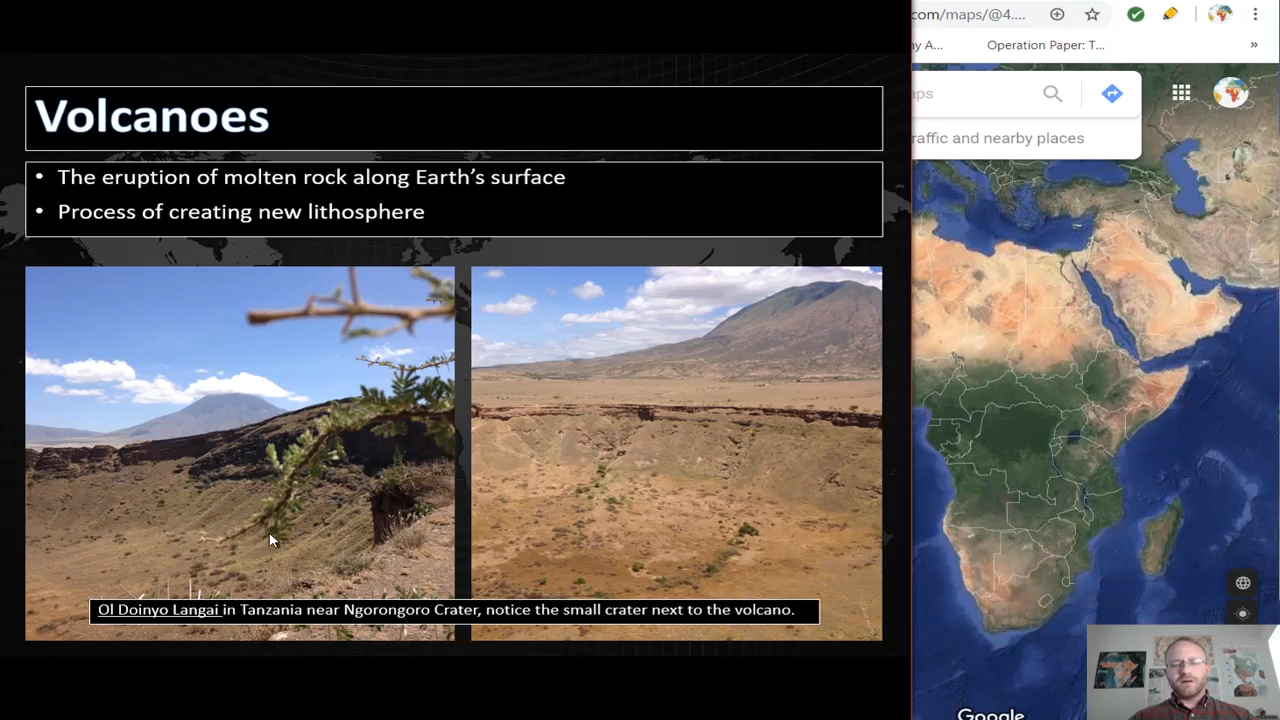 Volcanoes
• The eruption of molten rock along Earth's surface
• Process of creating new lithosphere
Ol Doinyo Langai in Tanzania near Ngorongoro Crater, notice the small crater next to the volcano.
com/maps/@4....
ny A...
Operation Paper: T...
»
aps
raffic and nearby places
Google